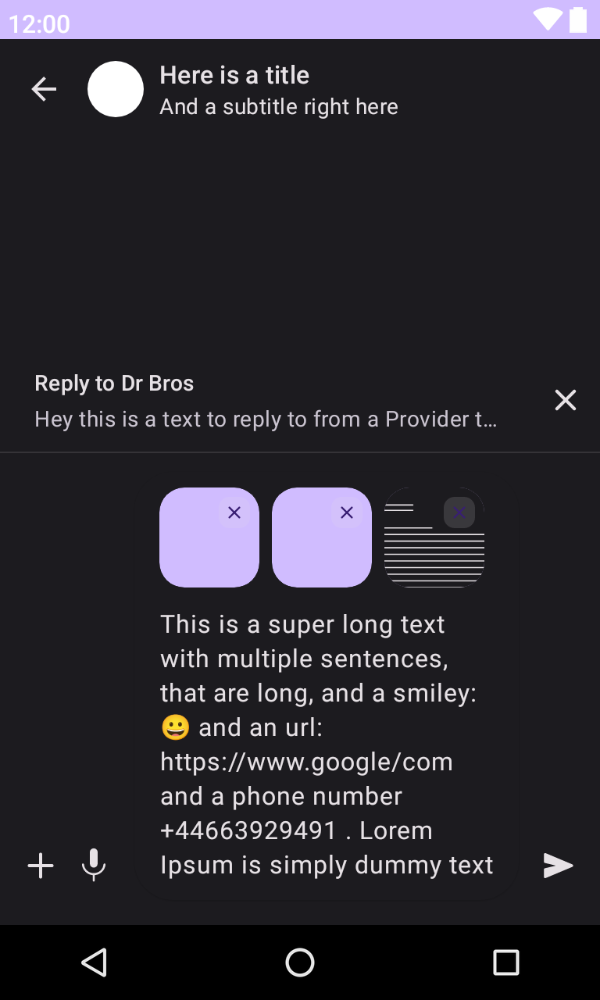 12:00
Here is a title
And a subtitle right here
Reply to Dr Bros
Hey this is a text to reply to from a Provider t…
This is a super long text
with multiple sentences,
that are long, and a smiley:
😀 and an url:
https://www.google/com
and a phone number
+44663929491 . Lorem
Ipsum is simply dummy text